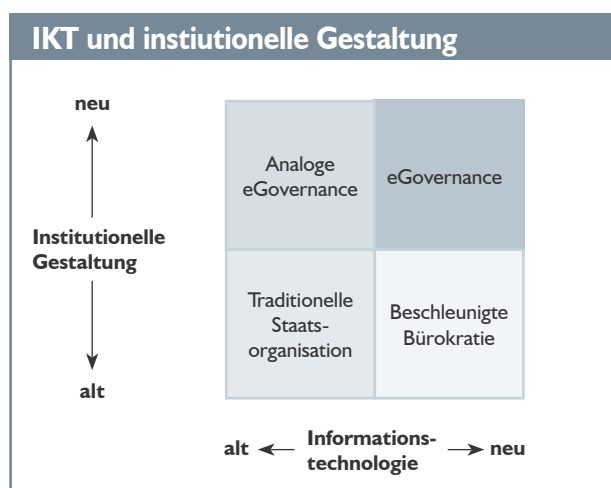 IKT und instiutionelle Gestaltung
neu
Institutionelle
Gestaltung
alt
Analoge
eGovernance
eGovernance
Traditionelle
Staats-
organisation
Beschleunigte
Bürokratie
alt
Informations-
technologie
neu